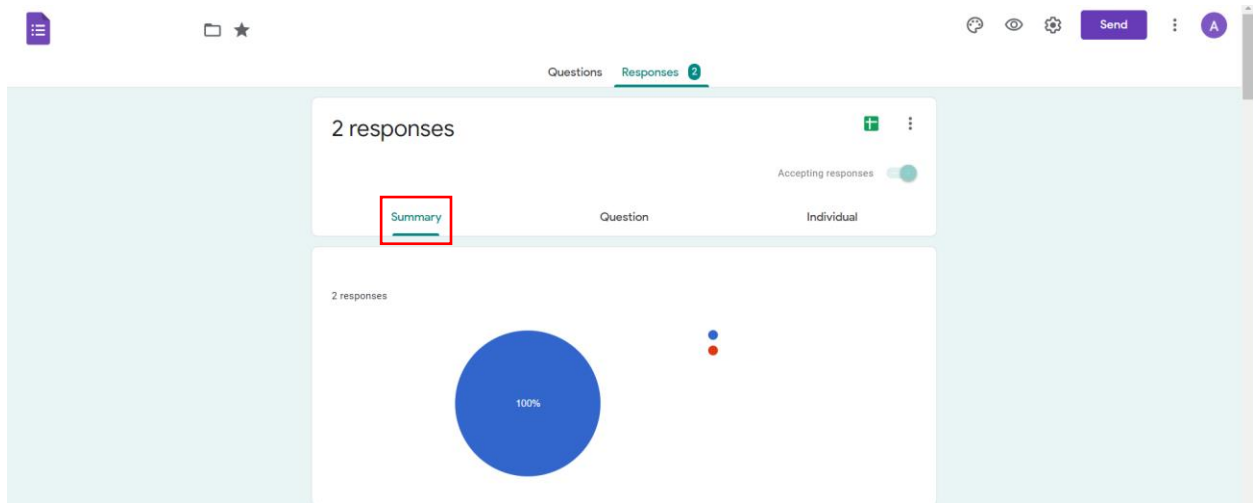 Send
A
Questions Responses 2
2 responses
Accepting responses
Summary Question Individual
2 responses
100%